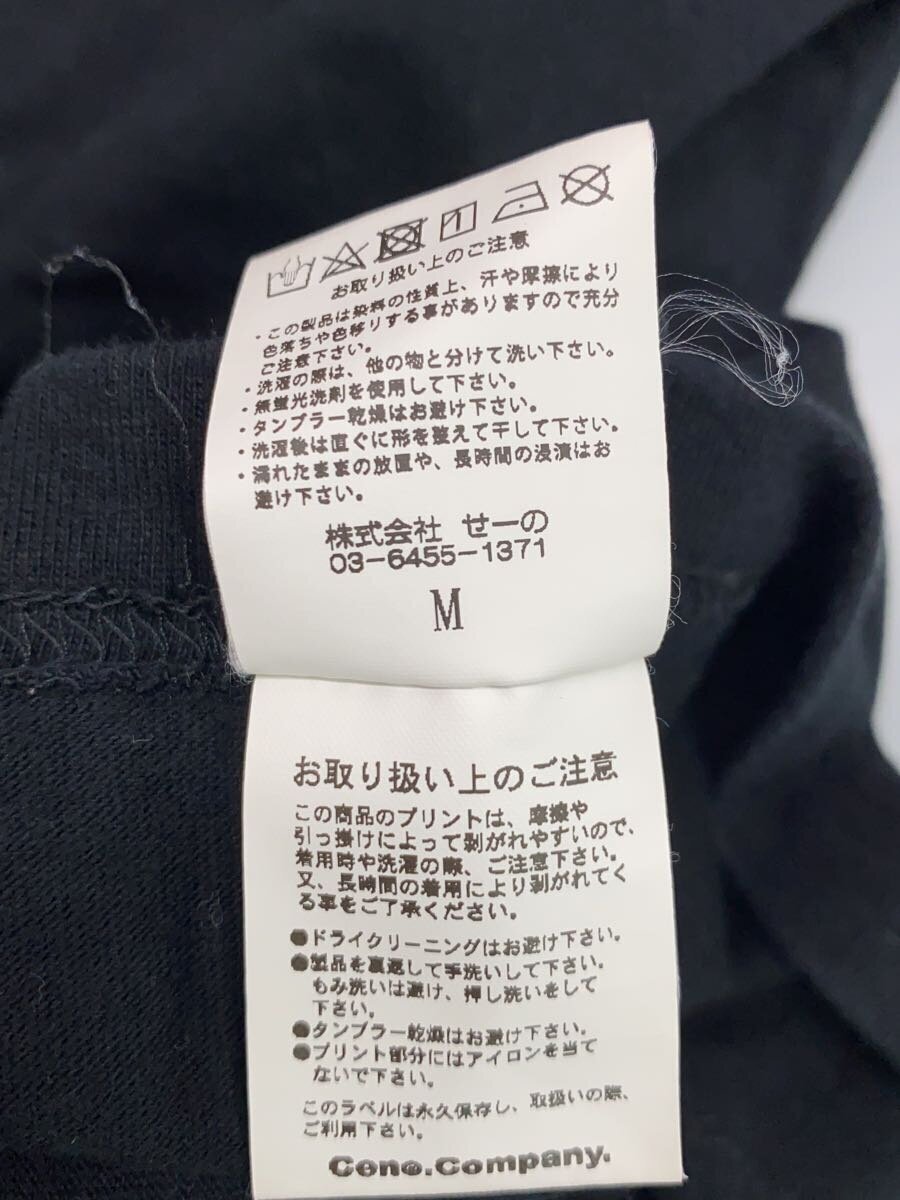 お取り扱い上のご注意
・この製品は染料の性質上、汗や摩擦により
色落ちや色移りする事がありますので充分
ご注意下さい。
・洗濯の際は、他の物と分けて洗い下さい。
・無蛍光洗剤を使用して下さい。
・タンブラー乾燥はお避け下さい。
・洗濯後は直ぐに形を整えて干して下さい。
・濡れたままの放置や、長時間の浸漬はお
避け下さい。
株式会社 せーの
03-6455-1371
M
お取り扱い上のご注意
この商品のプリントは、摩擦や
引っ掛けによって剥がれやすいので、
着用時や洗濯の際、ご注意下さい。
又、長時間の着用により剥がれてく
る事をご了承ください。
●ドライクリーニングはお避け下さい。
●製品を裏返して手洗いして下さい。
もみ洗いは避け、押し洗いをして
下さい。
●タンブラー乾燥はお避け下さい。
●プリント部分にはアイロンを当て
ないで下さい。
このラベルは永久保存し、取扱いの際、
ご利用下さい。
Ceno.Company.